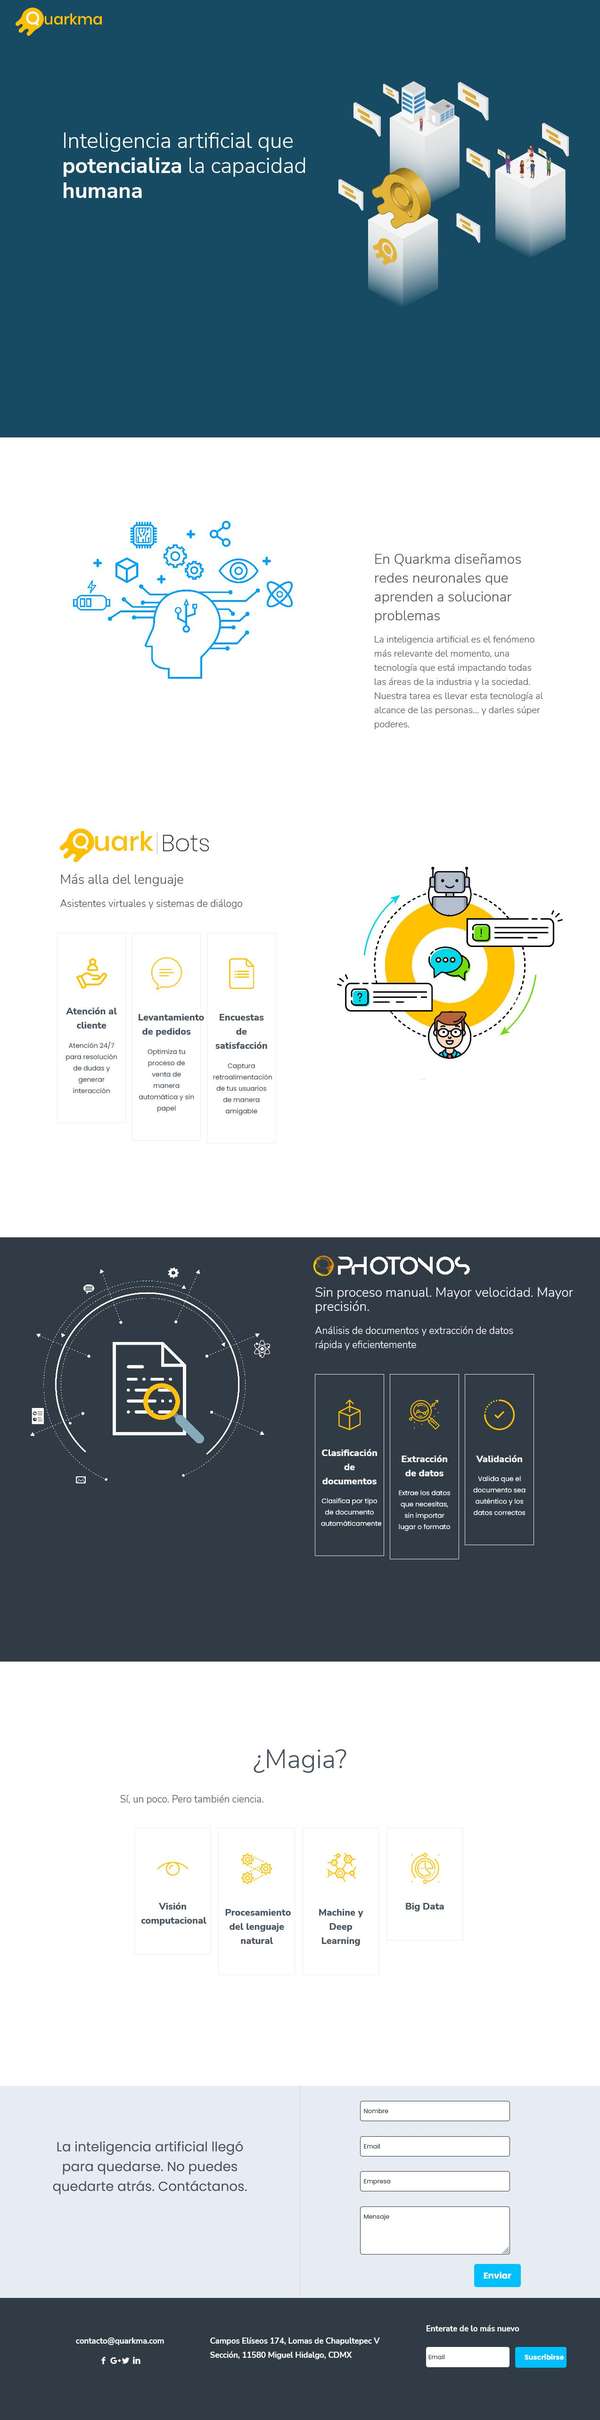 Quarkma
Inteligencia artificial que
potencializa la capacidad
humana
En Quarkma diseñamos
redes neuronales que
aprenden a solucionar
problemas
La inteligencia artificial es el fenómeno
más relevante del momento, una
tecnología que está impactando todas
las áreas de la industria y la sociedad.
Nuestra tarea es llevar esta tecnología al
alcance de las personas... y darles súper
poderes.
Quark|Bots
Más alla del lenguaje
Asistentes virtuales y sistemas de diálogo
Atención al
cliente
Atención 24/7
para resolución
de dudas y
generar
interacción
Levantamiento
de pedidos
Optimiza tu
proceso de
venta de
manera
automática y sin
papel
Encuestas
de
satisfacción
Captura
retroalimentación
de tus usuarios
de manera
amigable
!
?
PHOTONOS
Sin proceso manual. Mayor velocidad. Mayor
precisión.
Análisis de documentos y extracción de datos
rápida y eficientemente
Clasificación
de
documentos
Clasifica por tipo
de documento
automáticamente
Extracción
de datos
Extrae los datos
que necesitas,
sin importar
lugar o formato
Validación
Valida que el
documento sea
auténtico y los
datos correctos
¿Magia?
Sí, un poco. Pero también ciencia.
Visión
computacional
Procesamiento
del lenguaje
natural
Machine y
Deep
Learning
Big Data
La inteligencia artificial llegó
para quedarse. No puedes
quedarte atrás. Contáctanos.
Nombre
Email
Empresa
Mensaje
Enviar
contacto@quarkma.com
Campos Elíseos 174, Lomas de Chapultepec V
Sección, 11580 Miguel Hidalgo, CDMX
Enterate de lo más nuevo
Email
Suscribirse